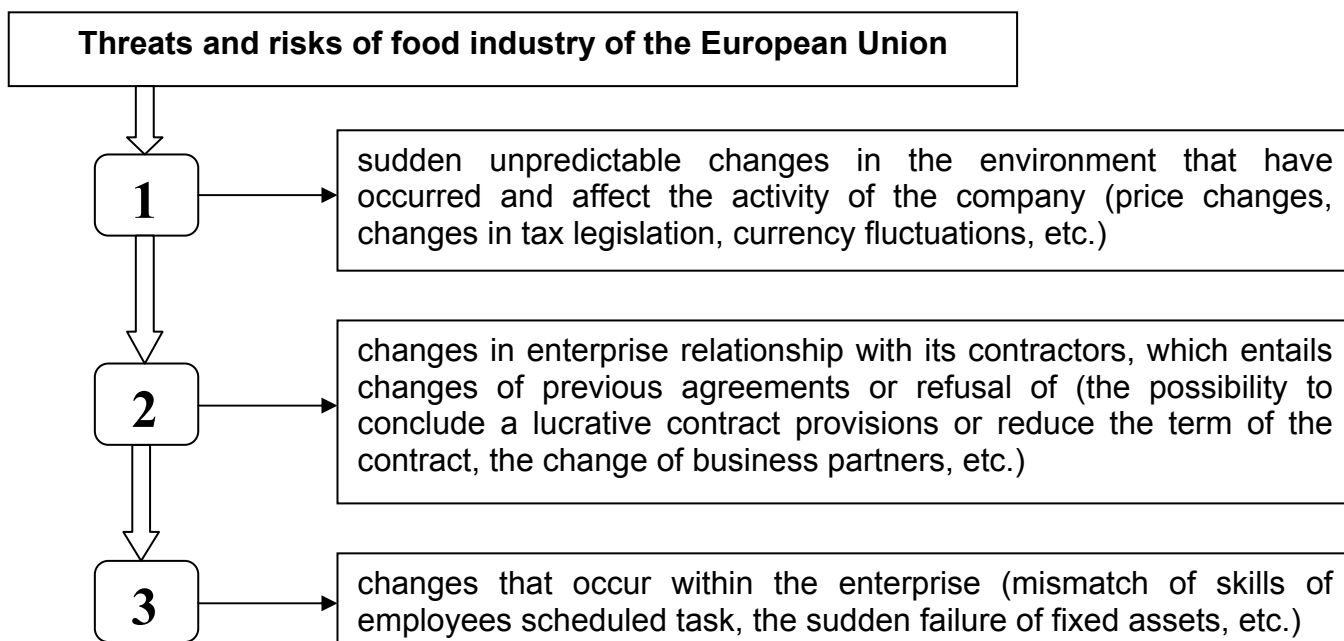 Threats and risks of food industry of the European Union
1
sudden unpredictable changes in the environment that have
occurred and affect the activity of the company (price changes,
changes in tax legislation, currency fluctuations, etc.)
2
changes in enterprise relationship with its contractors, which entails
changes of previous agreements or refusal of (the possibility to
conclude a lucrative contract provisions or reduce the term of the
contract, the change of business partners, etc.)
3
changes that occur within the enterprise (mismatch of skills of
employees scheduled task, the sudden failure of fixed assets, etc.)